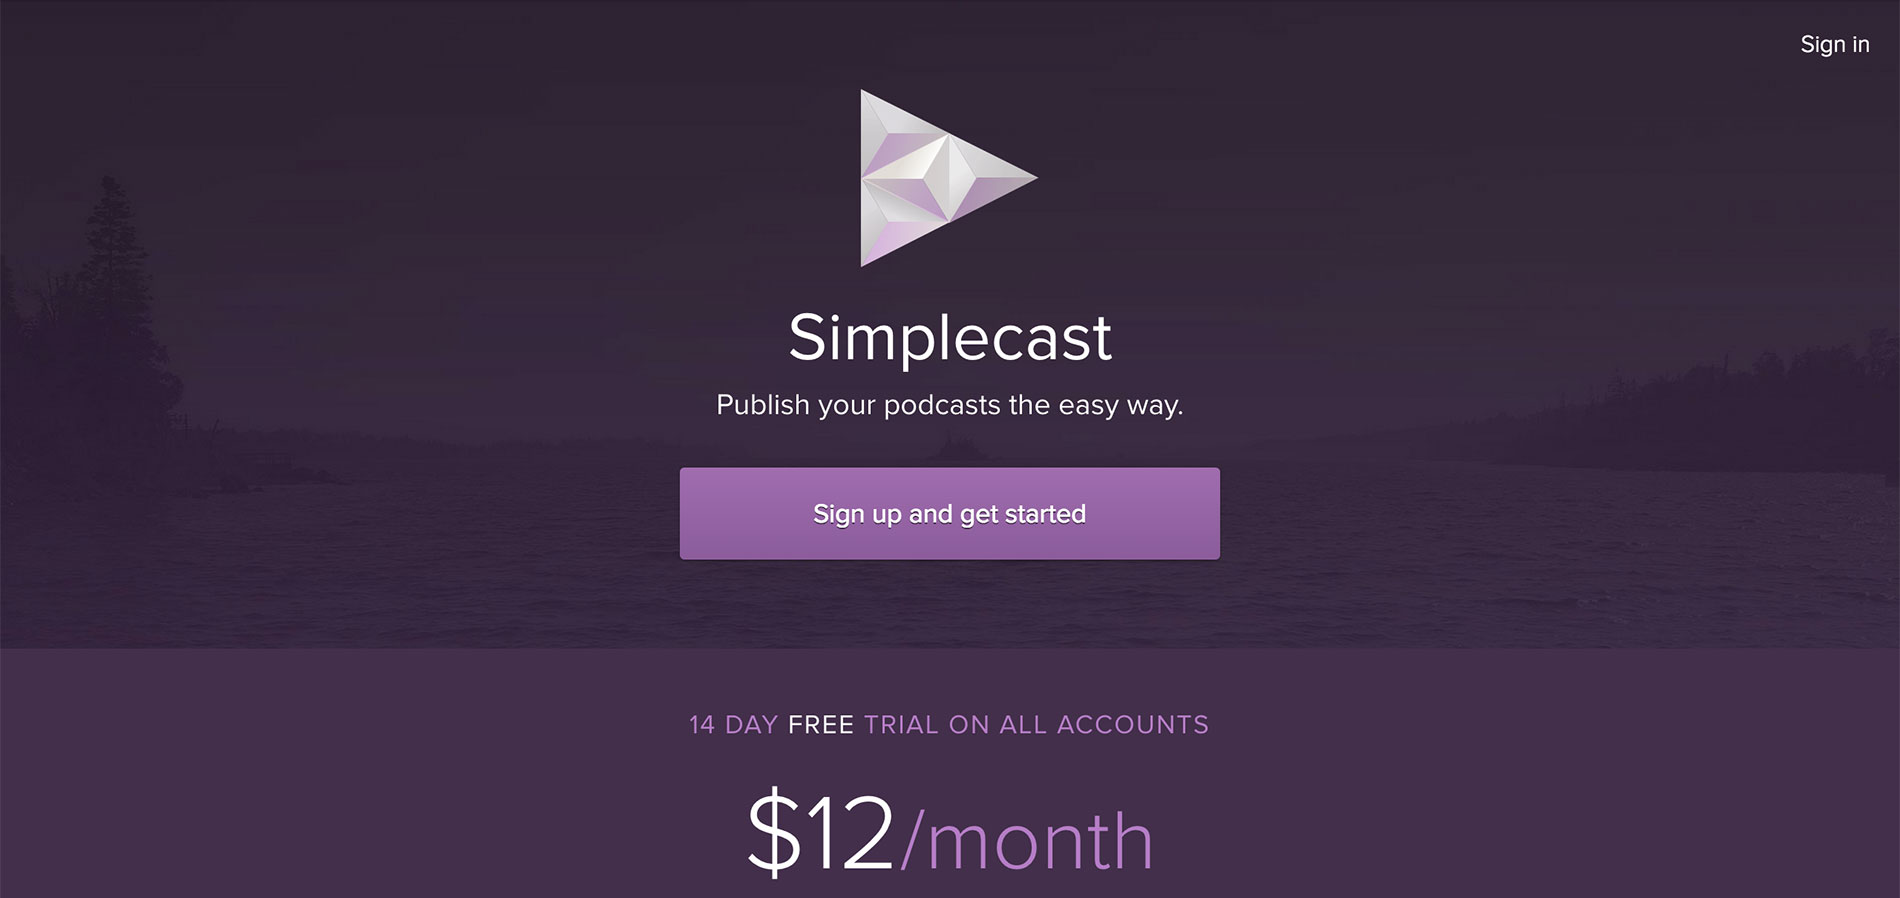 Sign in
Simplecast
Publish your podcasts the easy way.
Sign up and get started
14 DAY FREE TRIAL ON ALL ACCOUNTS
$12/month